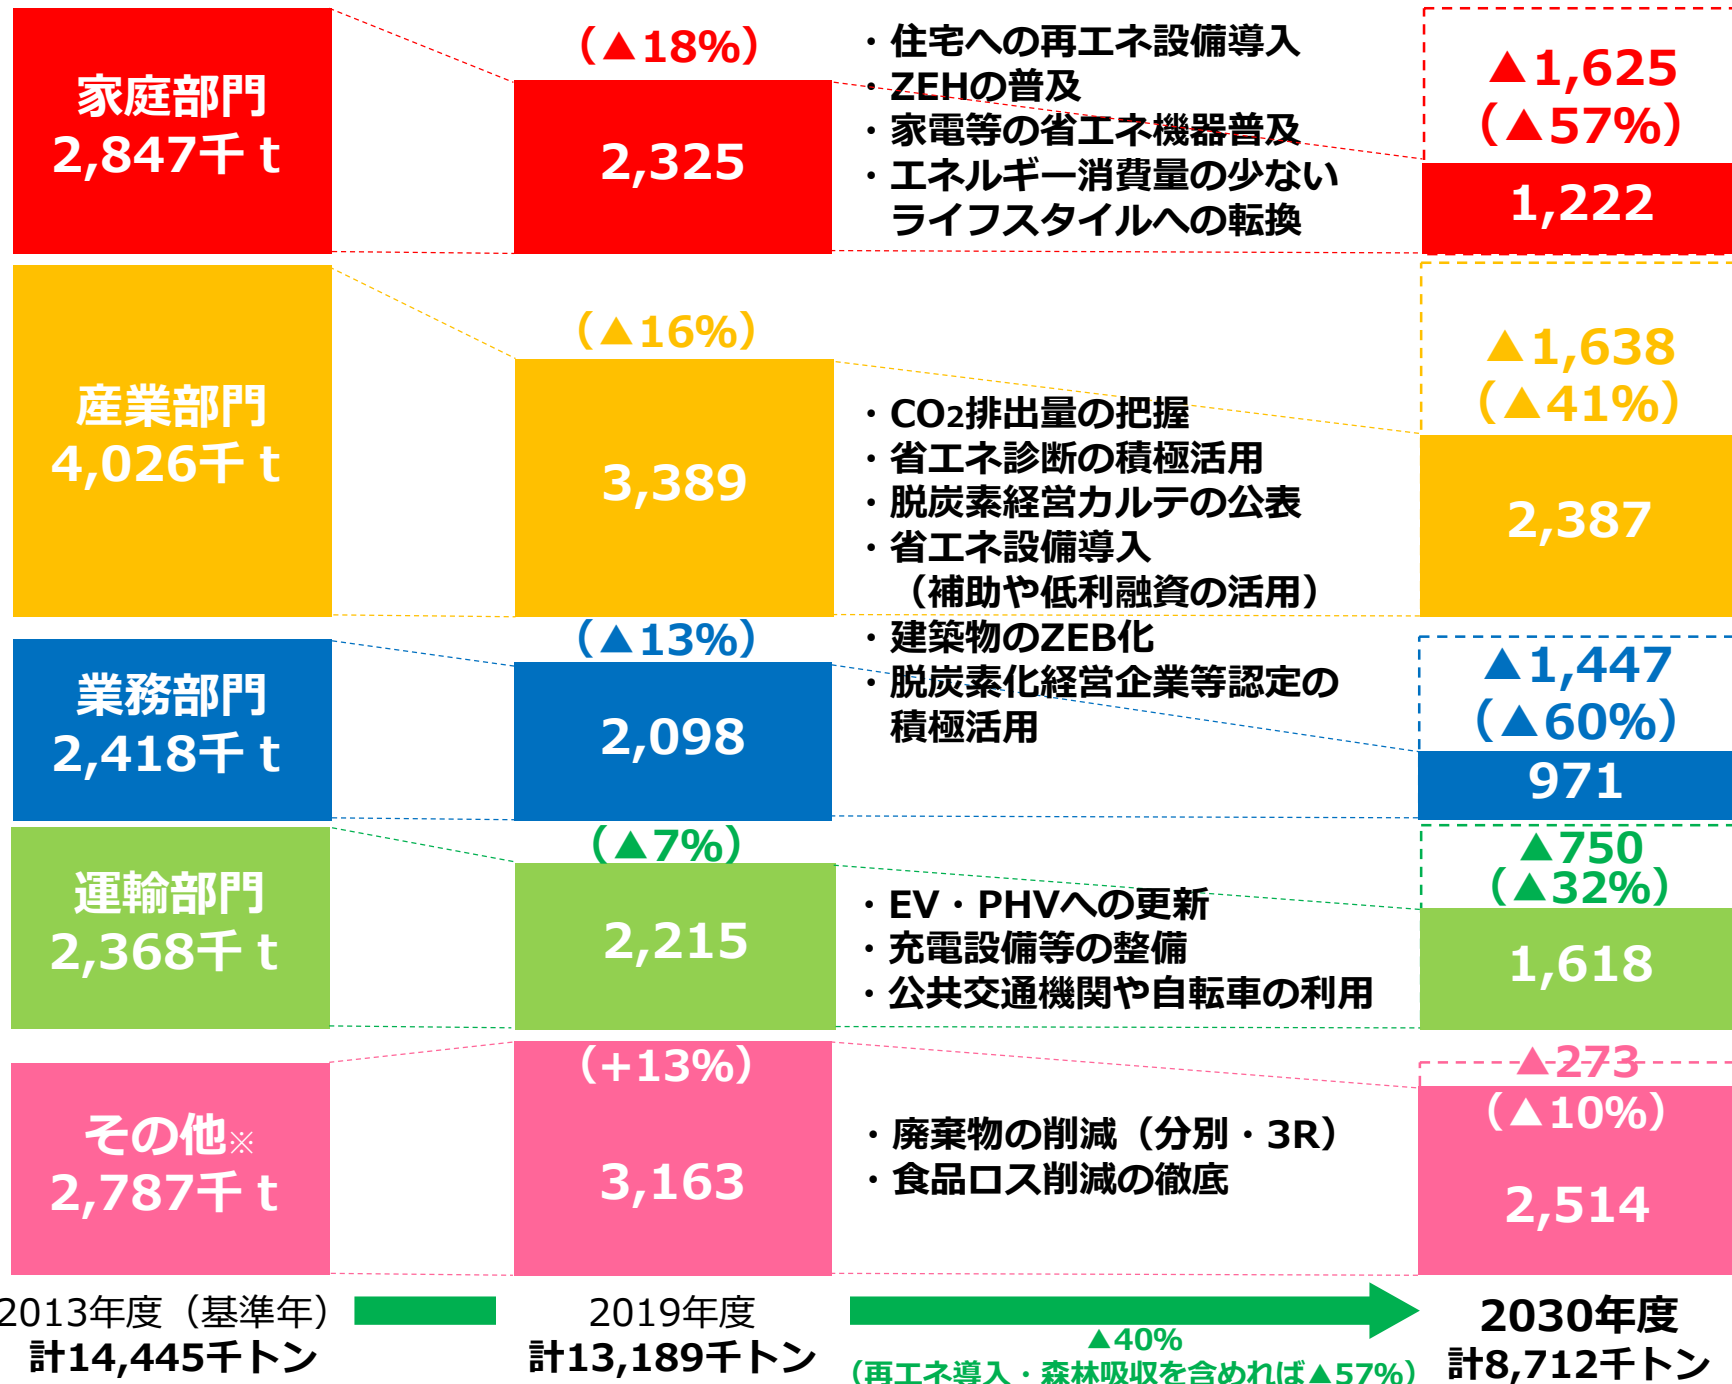 家庭部門
2,847千ｔ
（▲18%）
2,325
・住宅への再エネ設備導入
・ZEHの普及
・家電等の省エネ機器普及
・エネルギー消費量の少ない
ライフスタイルへの転換
▲1,625
（▲57%）
1,222
産業部門
4,026千ｔ
（▲16%）
3,389
・CO2排出量の把握
・省エネ診断の積極活用
・脱炭素経営カルテの公表
・省エネ設備導入
（補助や低利融資の活用）
・建築物のZEB化
・脱炭素化経営企業等認定の
積極活用
▲1,638
（▲41%）
2,387
業務部門
2,418千ｔ
（▲13%）
2,098
▲1,447
（▲60%）
971
運輸部門
2,368千ｔ
（▲7%）
2,215
・EV・PHVへの更新
・充電設備等の整備
・公共交通機関や自転車の利用
▲750
（▲32%）
1,618
その他※
2,787千ｔ
（+13%）
3,163
・廃棄物の削減（分別・3R）
・食品ロス削減の徹底
▲273
（▲10%）
2,514
2013年度（基準年）
計14,445千トン
2019年度
計13,189千トン
▲40%
（再エネ導入・森林吸収を含めれば▲57%）
2030年度
計8,712千トン